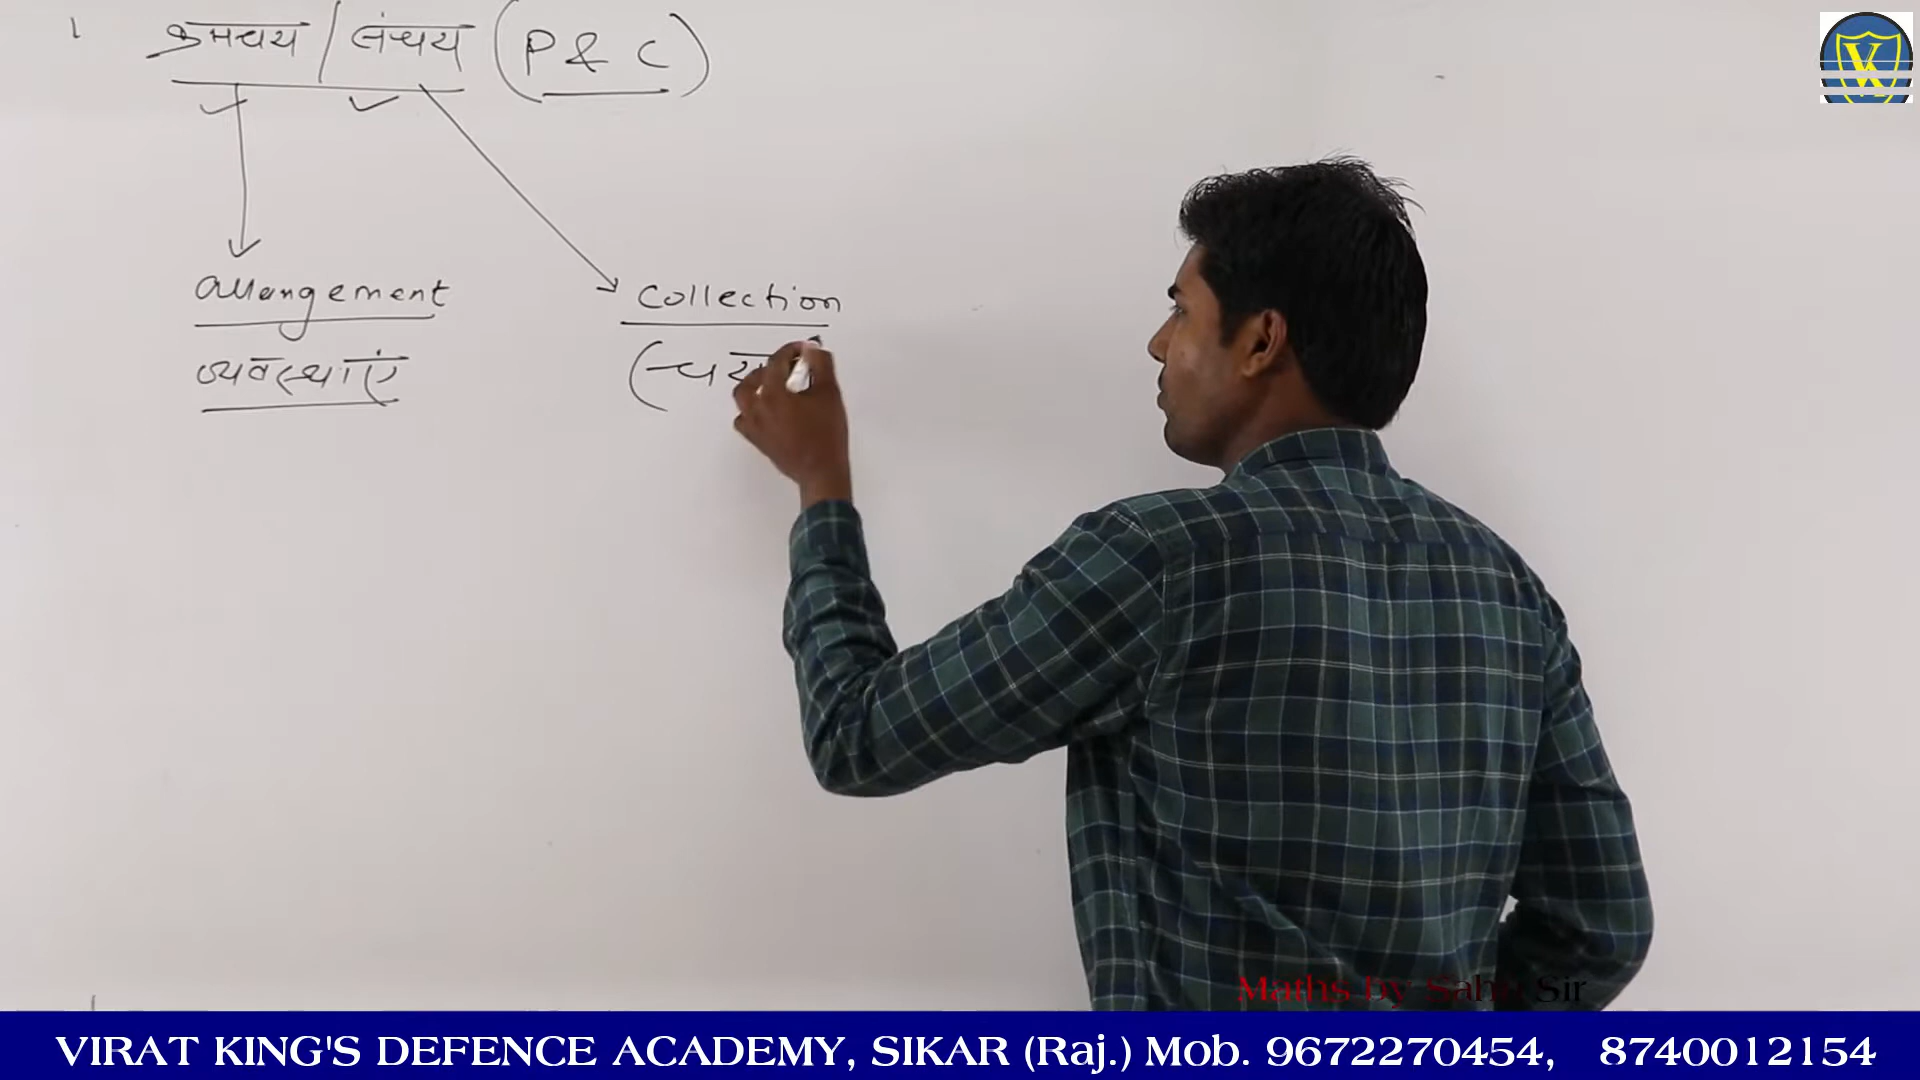 क्रमचय / संचय (P & C)
arrangement
व्यवस्थाएं
Collection
(चय
Maths by Sahu Sir
VIRAT KING'S DEFENCE ACADEMY, SIKAR (Raj.) Mob. 9672270454, 8740012154